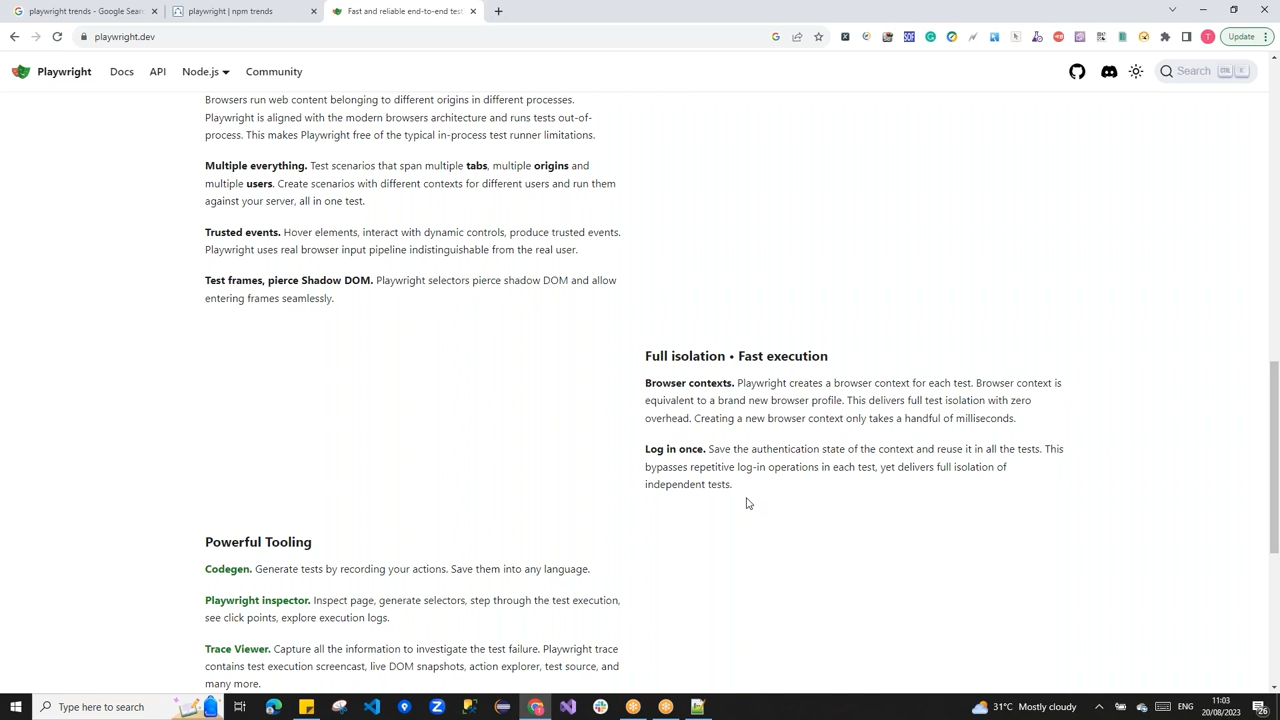 playwright trends - Google Sear
playwright | npm trends
Fast and reliable end-to-end tes
playwright.dev
Update
Playwright
Docs
API
Node.js
Community
Search
CTRL
K
Browsers run web content belonging to different origins in different processes.
Playwright is aligned with the modern browsers architecture and runs tests out-of-
process. This makes Playwright free of the typical in-process test runner limitations.
Multiple everything. Test scenarios that span multiple tabs, multiple origins and
multiple users. Create scenarios with different contexts for different users and run them
against your server, all in one test.
Trusted events. Hover elements, interact with dynamic controls, produce trusted events.
Playwright uses real browser input pipeline indistinguishable from the real user.
Test frames, pierce Shadow DOM. Playwright selectors pierce shadow DOM and allow
entering frames seamlessly.
Full isolation • Fast execution
Browser contexts. Playwright creates a browser context for each test. Browser context is
equivalent to a brand new browser profile. This delivers full test isolation with zero
overhead. Creating a new browser context only takes a handful of milliseconds.
Log in once. Save the authentication state of the context and reuse it in all the tests. This
bypasses repetitive log-in operations in each test, yet delivers full isolation of
independent tests.
Powerful Tooling
Codegen. Generate tests by recording your actions. Save them into any language.
Playwright inspector. Inspect page, generate selectors, step through the test execution,
see click points, explore execution logs.
Trace Viewer. Capture all the information to investigate the test failure. Playwright trace
contains test execution screencast, live DOM snapshots, action explorer, test source, and
many more.
Type here to search
31°C Mostly cloudy
ENG
11:03
20/08/2023
26